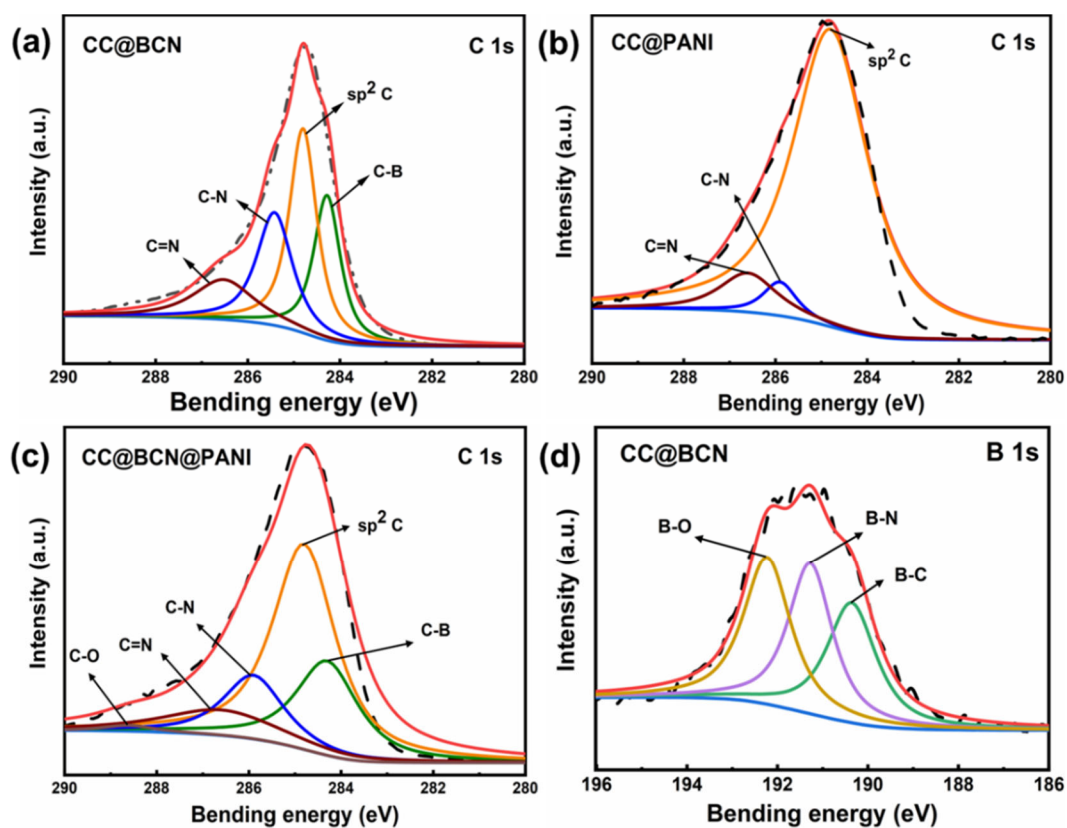 (a)
CC@BCN
C 1s
sp² C
C-B
C-N
C=N
Intensity (a.u.)
290 288 286 284 282 280
Bending energy (eV)
(b)
CC@PANI
C 1s
sp² C
C-N
C=N
Intensity (a.u.)
290 288 286 284 282 280
Bending energy (eV)
(c)
CC@BCN@PANI
C 1s
sp² C
C-N
C=N
C-O
C-B
Intensity (a.u.)
290 288 286 284 282 280
Bending energy (eV)
(d)
CC@BCN
B 1s
B-O
B-N
B-C
Intensity (a.u.)
196 194 192 190 188 186
Bending energy (eV)